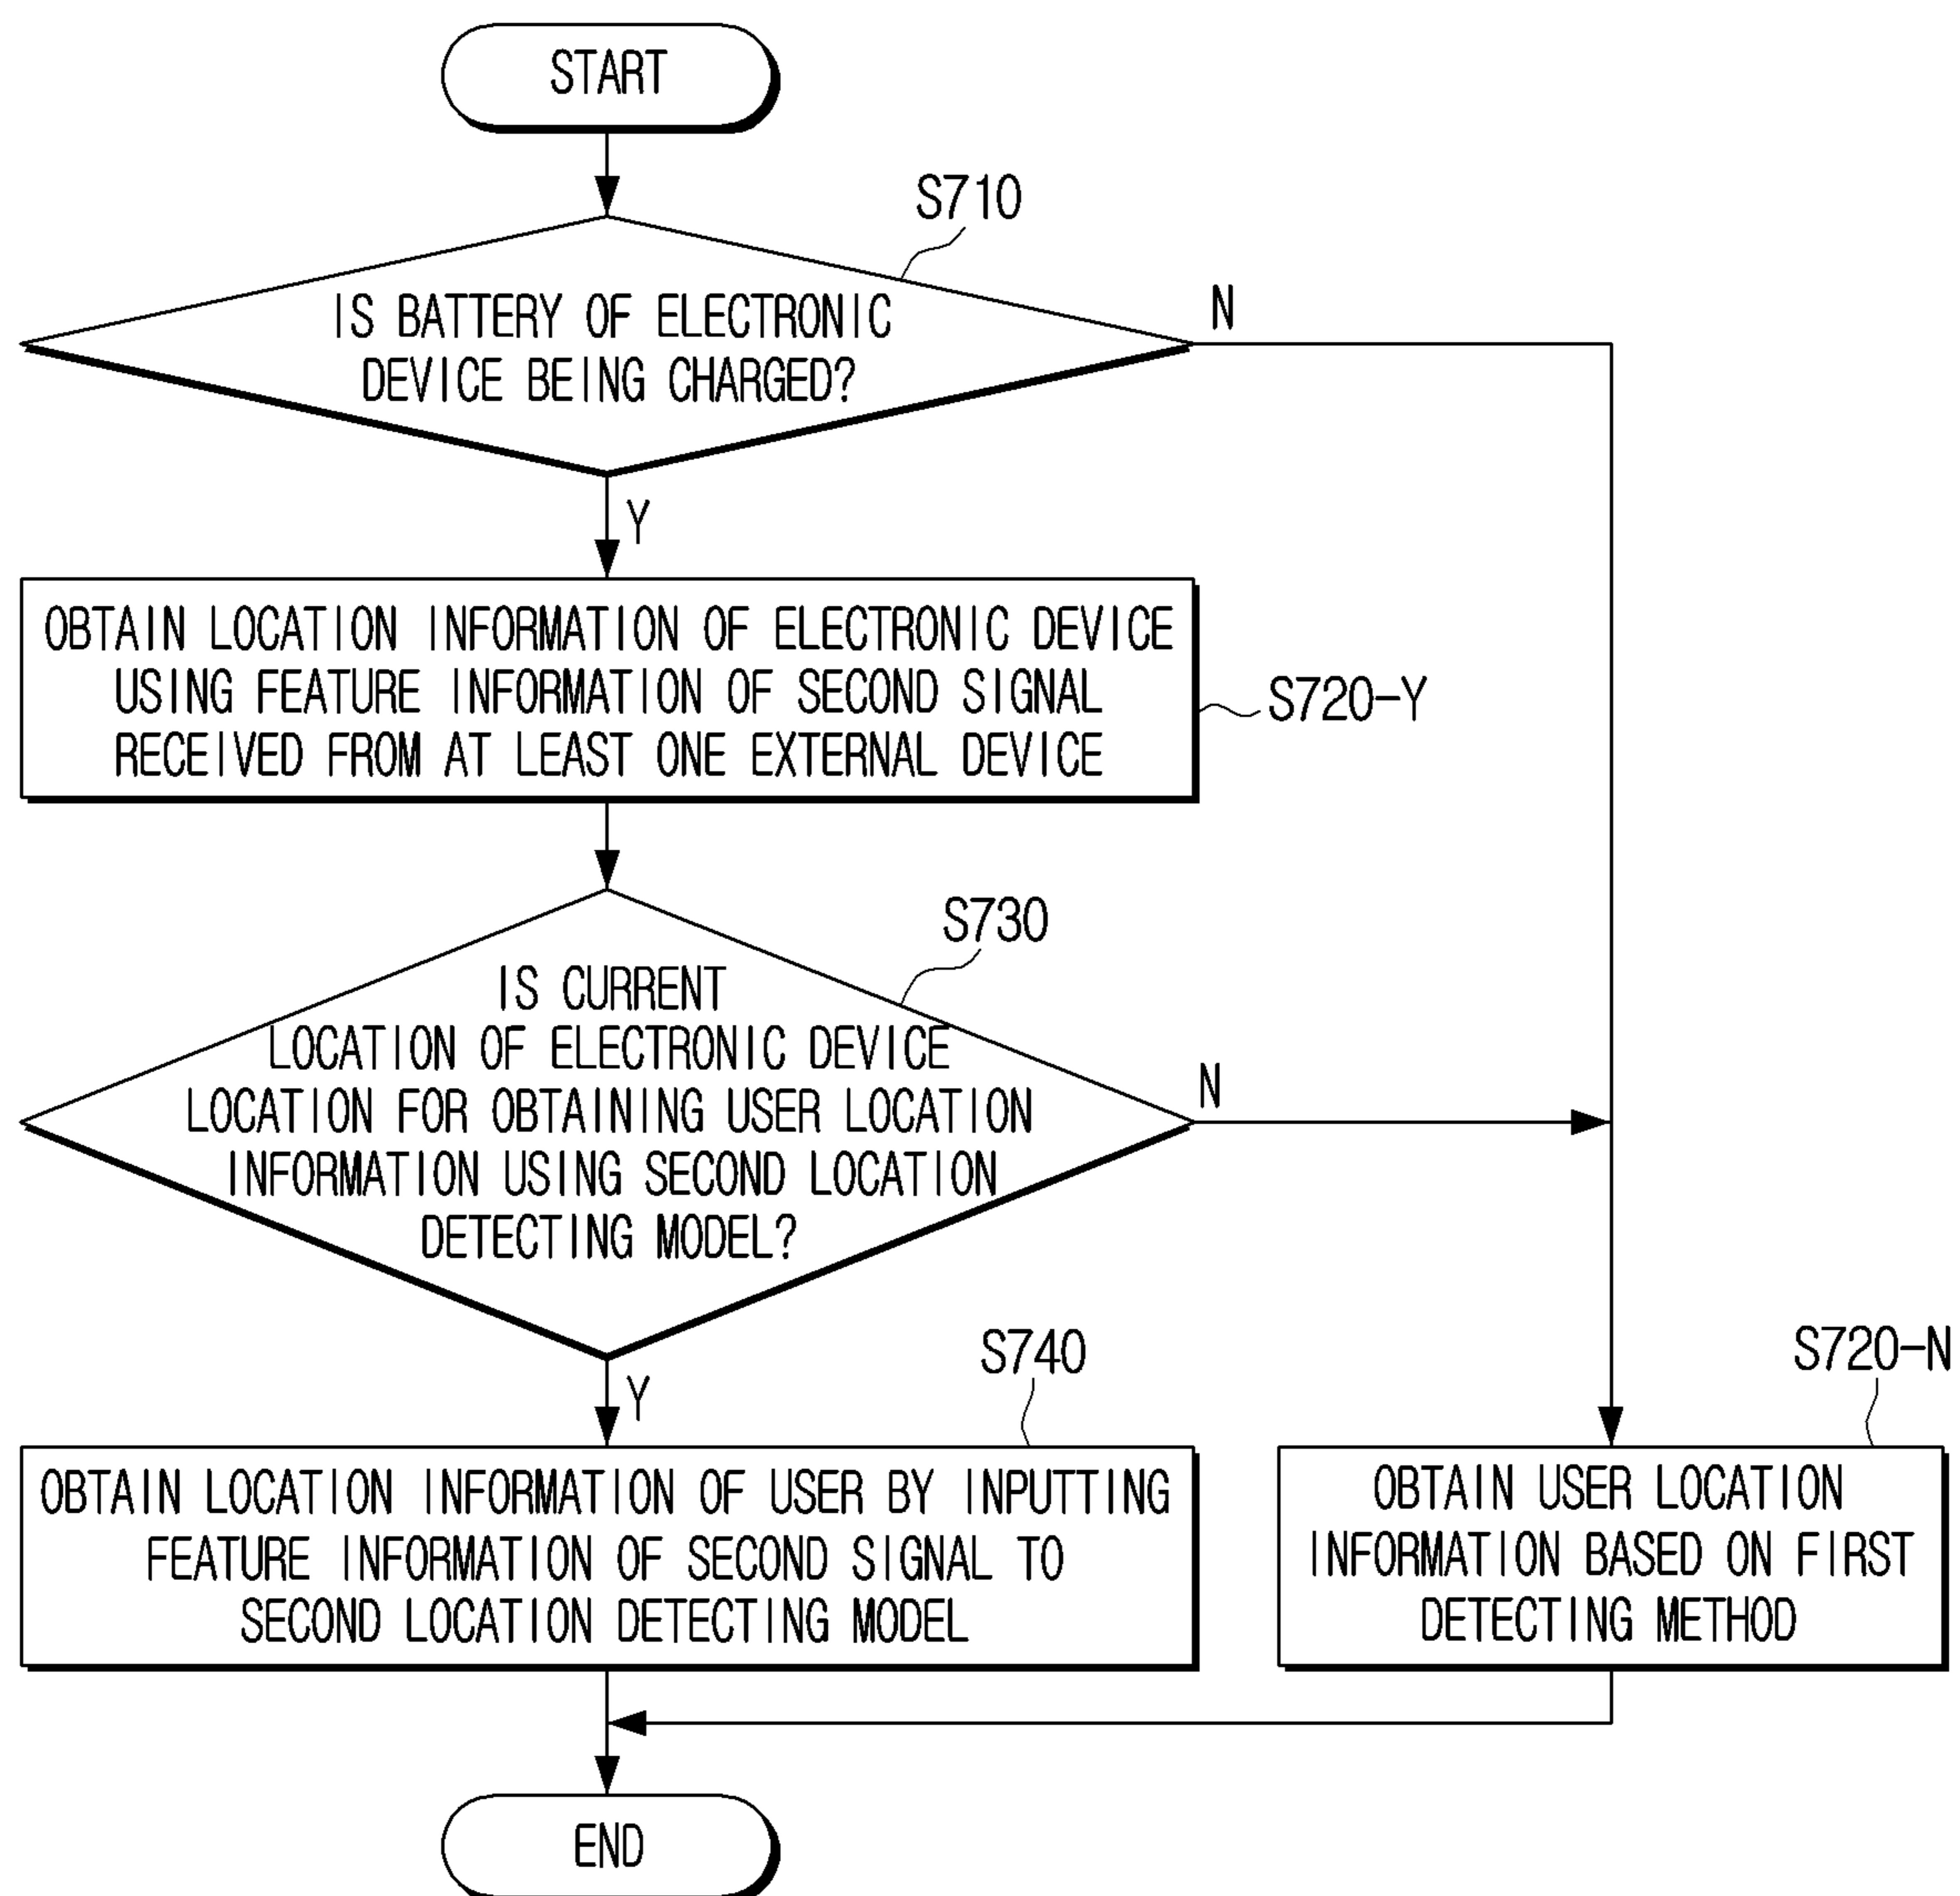 START
S710
IS BATTERY OF ELECTRONIC
DEVICE BEING CHARGED?
N
Y
OBTAIN LOCATION INFORMATION OF ELECTRONIC DEVICE
USING FEATURE INFORMATION OF SECOND SIGNAL
RECEIVED FROM AT LEAST ONE EXTERNAL DEVICE
S720-Y
S730
IS CURRENT
LOCATION OF ELECTRONIC DEVICE
LOCATION FOR OBTAINING USER LOCATION
INFORMATION USING SECOND LOCATION
DETECTING MODEL?
N
Y
S740
OBTAIN LOCATION INFORMATION OF USER BY INPUTTING
FEATURE INFORMATION OF SECOND SIGNAL TO
SECOND LOCATION DETECTING MODEL
S720-N
OBTAIN USER LOCATION
INFORMATION BASED ON FIRST
DETECTING METHOD
END